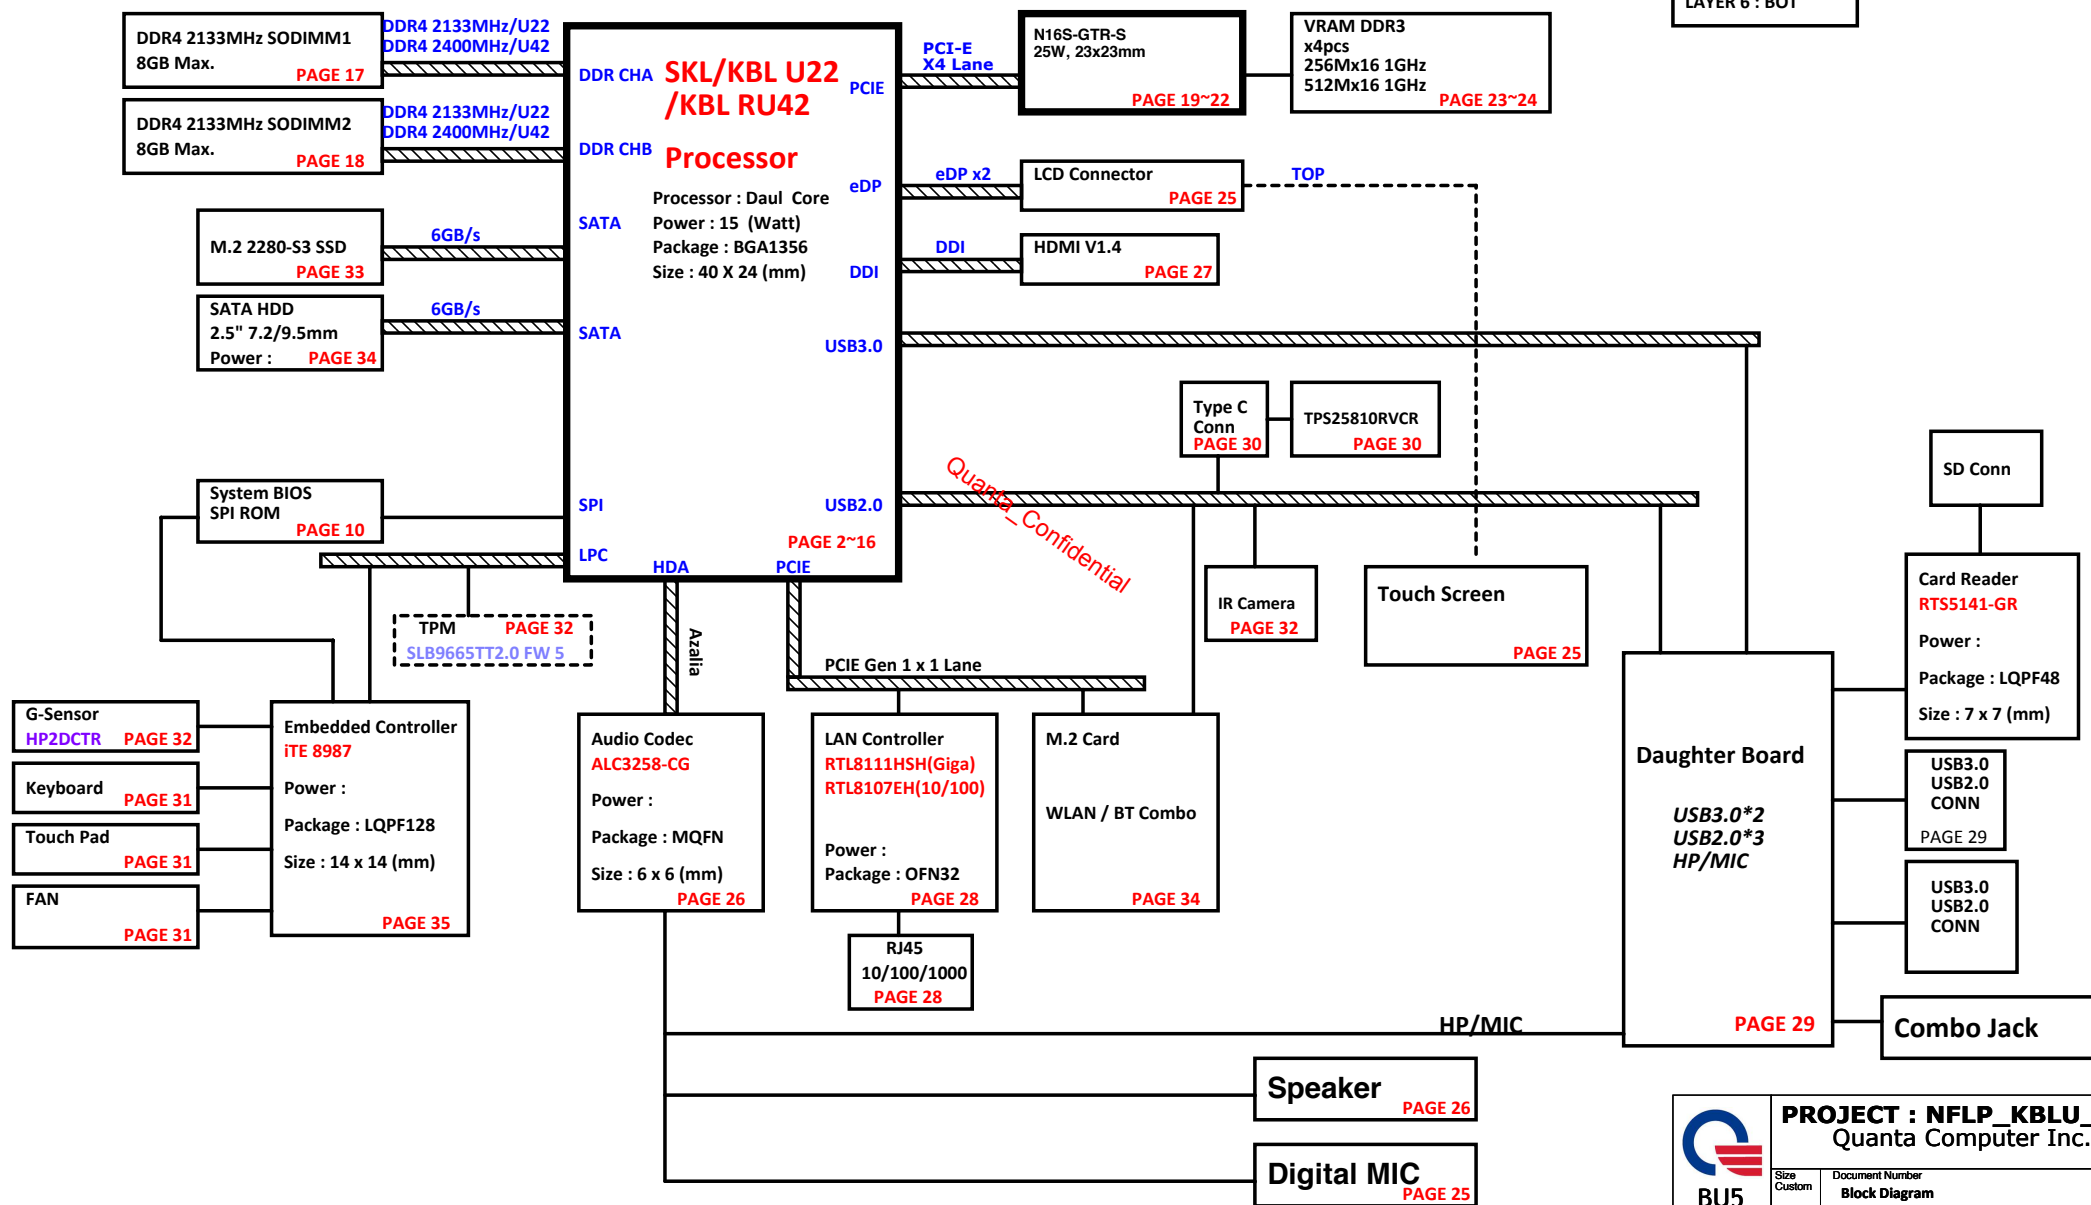 LAYER 6 : BOT
DDR4 2133MHz SODIMM1
8GB Max.
PAGE 17
DDR4 2133MHz/U22
DDR4 2400MHz/U42
DDR4 2133MHz SODIMM2
8GB Max.
PAGE 18
DDR4 2133MHz/U22
DDR4 2400MHz/U42
M.2 2280-S3 SSD
PAGE 33
6GB/s
SATA HDD
2.5" 7.2/9.5mm
Power : PAGE 34
6GB/s
DDR CHA
DDR CHB
SATA
SATA
SPI
LPC
HDA
PCIE
PCIE
eDP
DDI
USB3.0
USB2.0
SKL/KBL U22
/KBL RU42
Processor
Processor : Daul Core
Power : 15 (Watt)
Package : BGA1356
Size : 40 X 24 (mm)
PAGE 2~16
PCI-E
X4 Lane
N16S-GTR-S
25W, 23x23mm
PAGE 19~22
VRAM DDR3
x4pcs
256Mx16 1GHz
512Mx16 1GHz
PAGE 23~24
eDP x2
LCD Connector
PAGE 25
TOP
DDI
HDMI V1.4
PAGE 27
Type C
Conn
PAGE 30
TPS25810RVCR
PAGE 30
Quanta_Confidential
System BIOS
SPI ROM
PAGE 10
TPM PAGE 32
SLB9665TT2.0 FW 5
Azalia
PCIE Gen 1 x 1 Lane
IR Camera
PAGE 32
Touch Screen
PAGE 25
SD Conn
Card Reader
RTS5141-GR
Power :
Package : LQPF48
Size : 7 x 7 (mm)
G-Sensor
HP2DCTR PAGE 32
Keyboard
PAGE 31
Touch Pad
PAGE 31
FAN
PAGE 31
Embedded Controller
iTE 8987
Power :
Package : LQPF128
Size : 14 x 14 (mm)
PAGE 35
Audio Codec
ALC3258-CG
Power :
Package : MQFN
Size : 6 x 6 (mm)
PAGE 26
LAN Controller
RTL8111HSH(Giga)
RTL8107EH(10/100)
Power :
Package : OFN32
PAGE 28
M.2 Card
WLAN / BT Combo
PAGE 34
RJ45
10/100/1000
PAGE 28
Daughter Board
USB3.0*2
USB2.0*3
HP/MIC
PAGE 29
USB3.0
USB2.0
CONN
PAGE 29
USB3.0
USB2.0
CONN
Combo Jack
HP/MIC
Speaker
PAGE 26
Digital MIC
PAGE 25
BU5
PROJECT : NFLP_KBLU_
Quanta Computer Inc.
Size
Custom
Document Number
Block Diagram